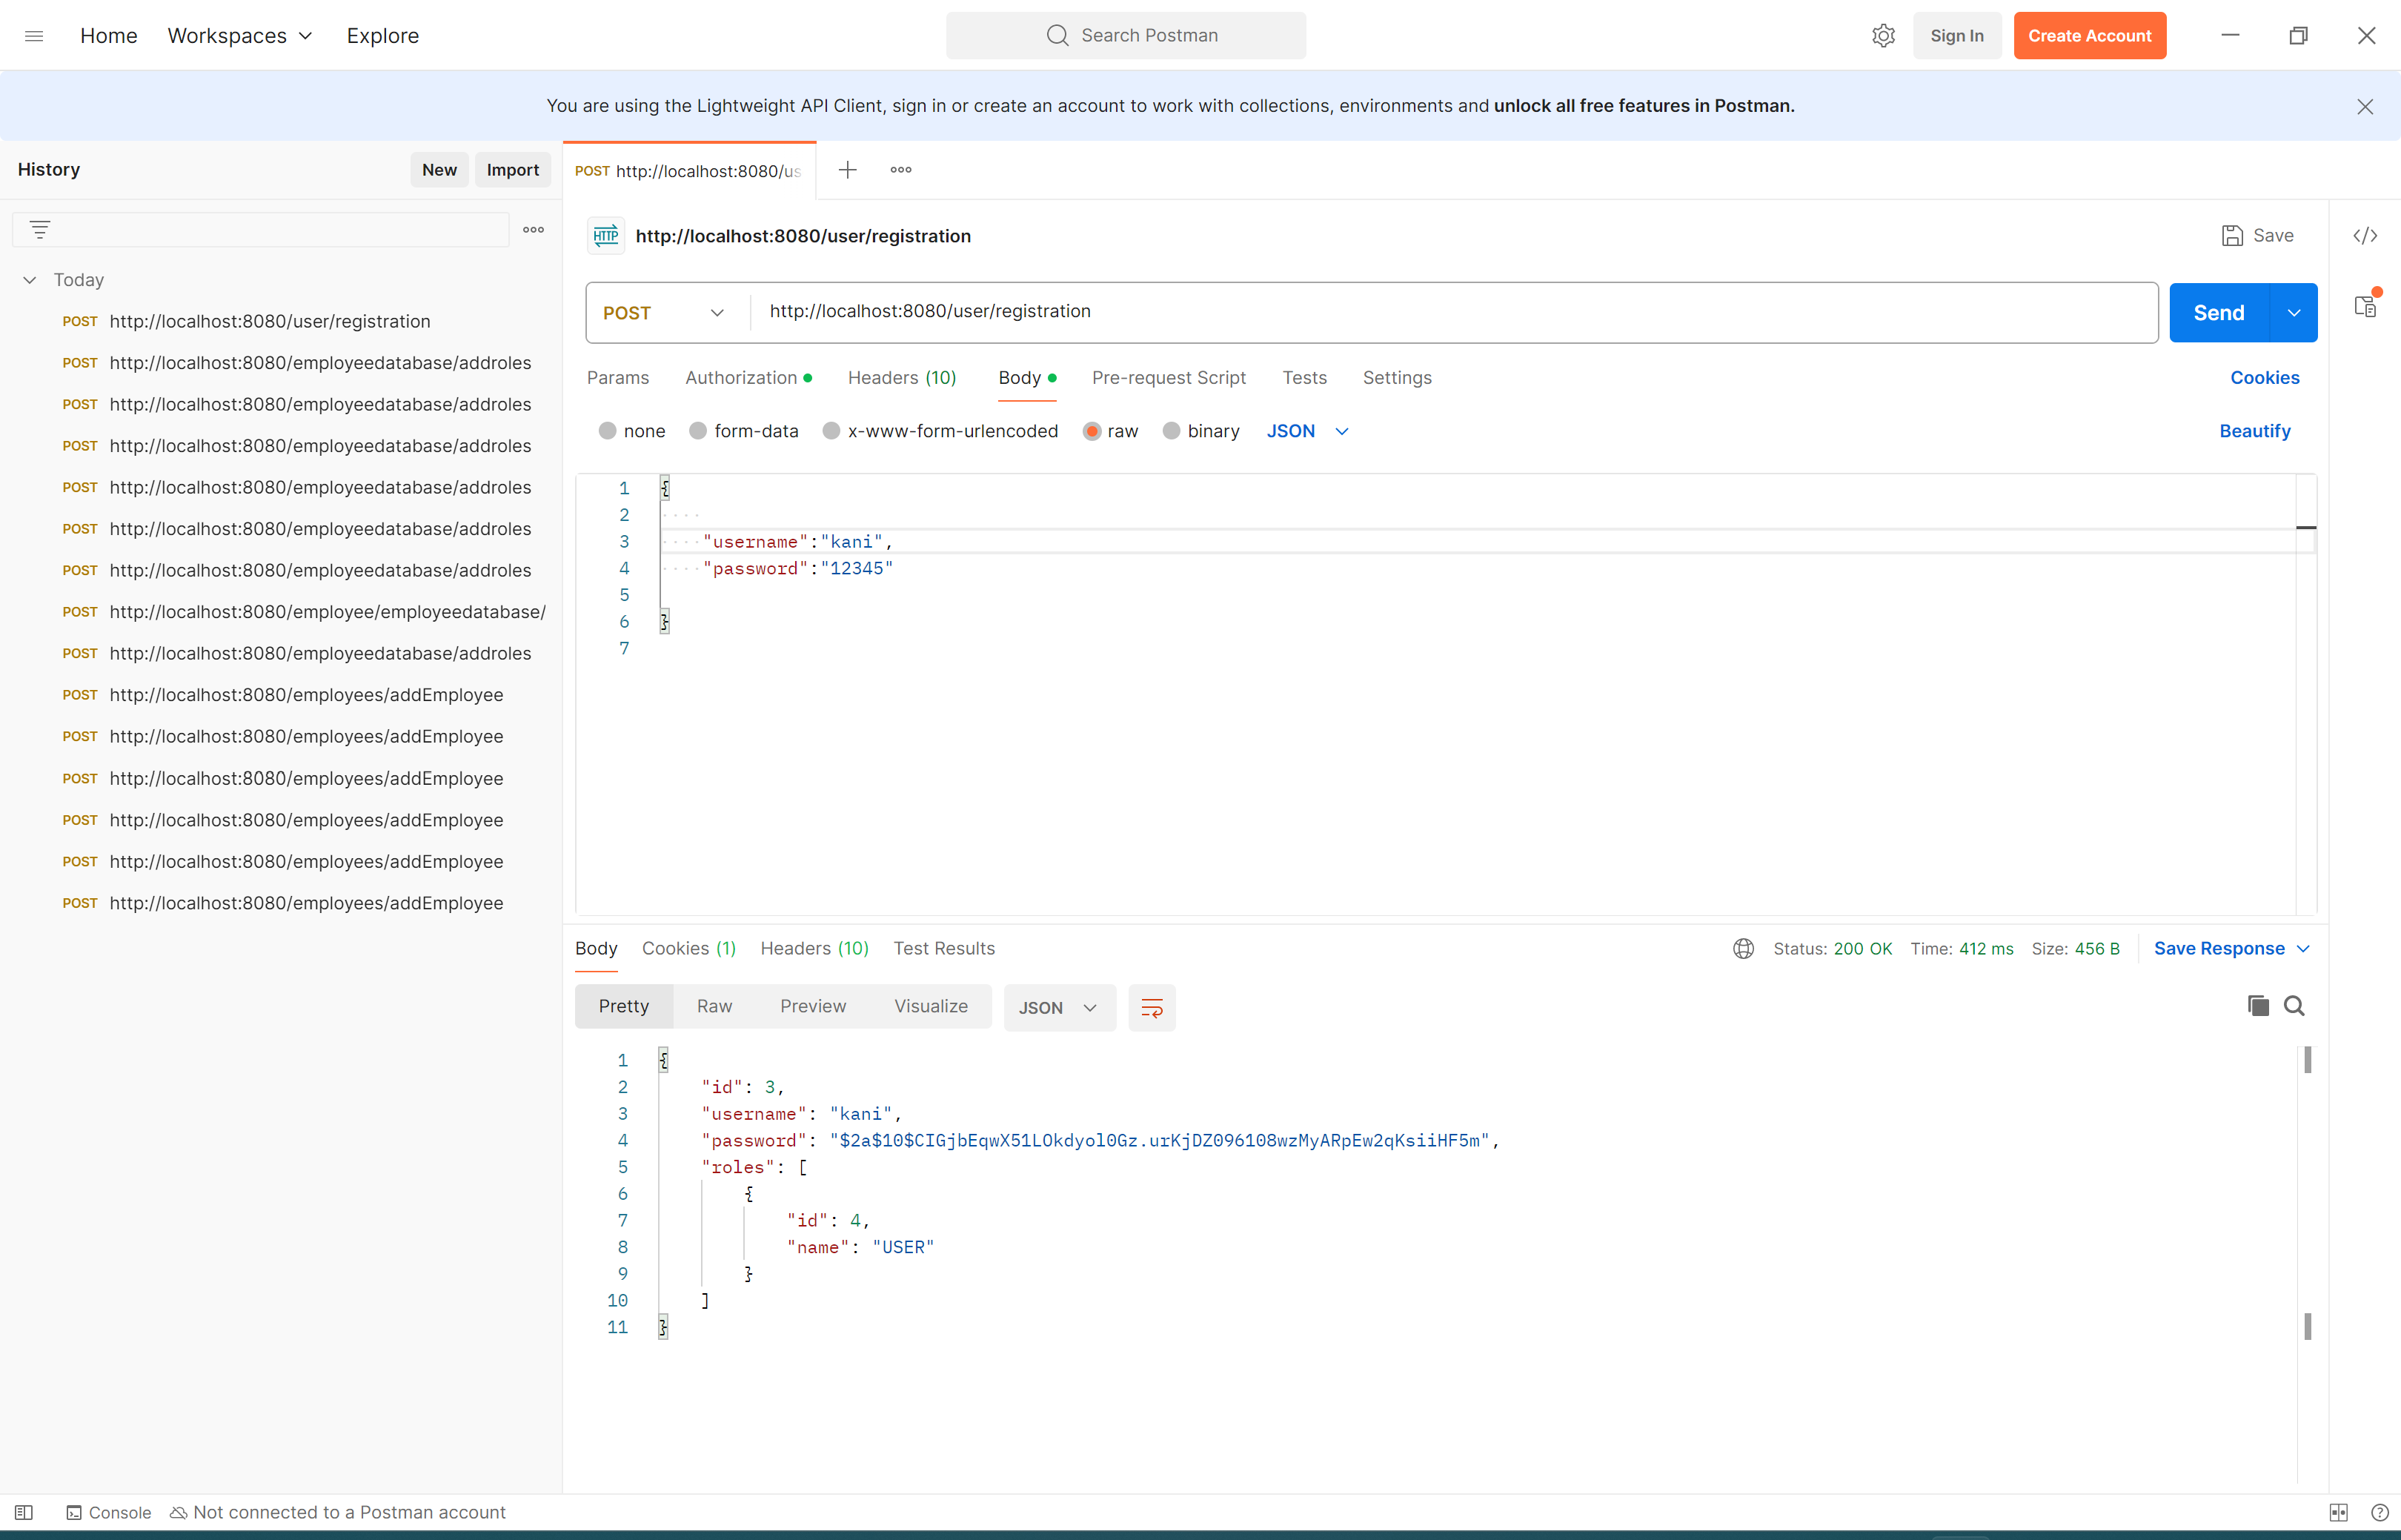 Home Workspaces Explore Search Postman Sign In Create Account
You are using the Lightweight API Client, sign in or create an account to work with collections, environments and unlock all free features in Postman.
History New Import
POST http://localhost:8080/us
HTTP http://localhost:8080/user/registration Save
Today
POST http://localhost:8080/user/registration
POST http://localhost:8080/employeedatabase/addroles
POST http://localhost:8080/employeedatabase/addroles
POST http://localhost:8080/employeedatabase/addroles
POST http://localhost:8080/employeedatabase/addroles
POST http://localhost:8080/employeedatabase/addroles
POST http://localhost:8080/employeedatabase/addroles
POST http://localhost:8080/employee/employeedatabase/
POST http://localhost:8080/employeedatabase/addroles
POST http://localhost:8080/employees/addEmployee
POST http://localhost:8080/employees/addEmployee
POST http://localhost:8080/employees/addEmployee
POST http://localhost:8080/employees/addEmployee
POST http://localhost:8080/employees/addEmployee
POST http://localhost:8080/employees/addEmployee
POST http://localhost:8080/user/registration Send
Params Authorization Headers (10) Body Pre-request Script Tests Settings Cookies
none form-data x-www-form-urlencoded raw binary JSON Beautify
1 {
2
3 "username":"kani",
4 "password":"12345"
5
6 }
7
Body Cookies (1) Headers (10) Test Results Status: 200 OK Time: 412 ms Size: 456 B Save Response
Pretty Raw Preview Visualize JSON
1 {
2 "id": 3,
3 "username": "kani",
4 "password": "$2a$10$CIGjbEqwX51LOkdyol0Gz.urKjDZ096108wzMyARpEw2qKsiiHF5m",
5 "roles": [
6 {
7 "id": 4,
8 "name": "USER"
9 }
10 ]
11 }
Console Not connected to a Postman account